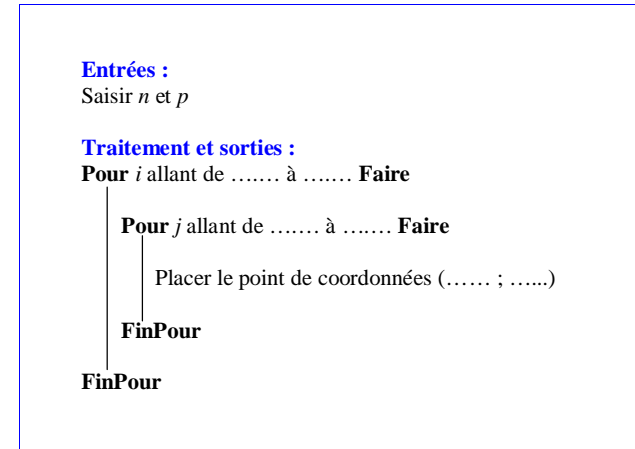 Entrées :
Saisir n et p
Traitement et sorties :
Pour i allant de ……. à ……. Faire
Pour j allant de ……. à ……. Faire
Placer le point de coordonnées (…… ; …...)
FinPour
FinPour